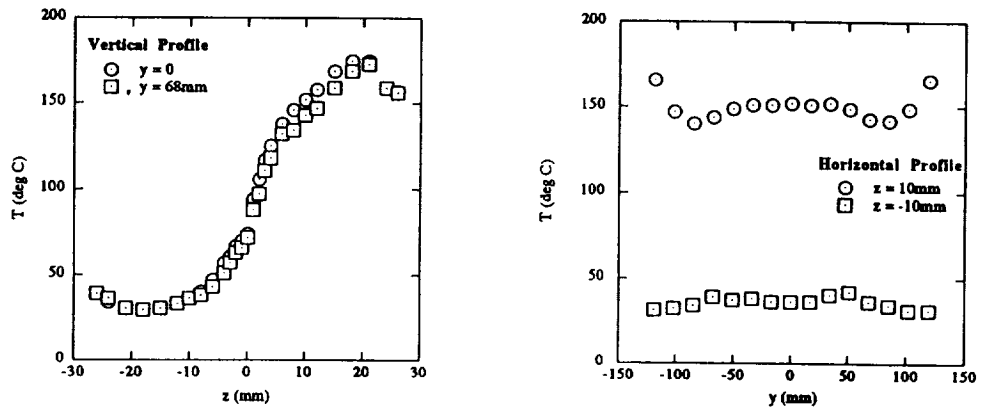 200
150
100
50
0
T (deg C)
Vertical Profile
y = 0
, y = 68mm
-30
-20
-10
0
10
20
30
z (mm)
200
150
100
50
0
T (deg C)
Horizontal Profile
z = 10mm
z = -10mm
-150
-100
-50
0
50
100
150
y (mm)